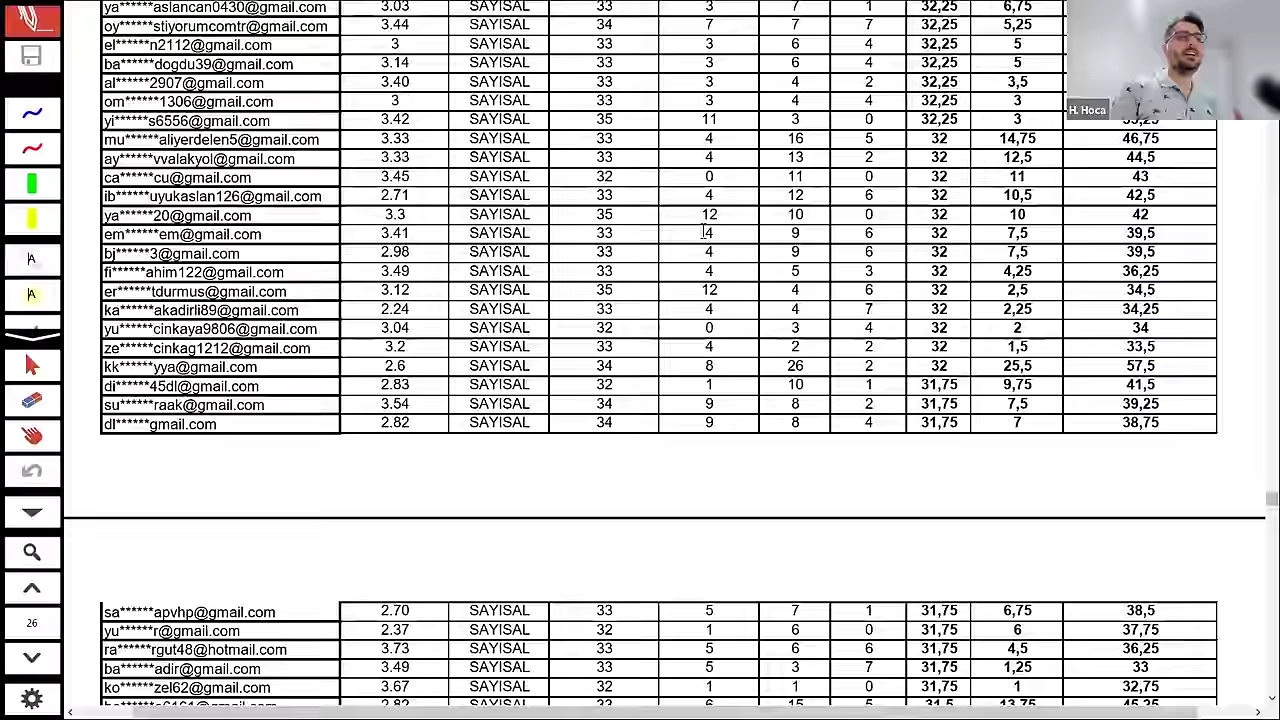 ya******aslancan0430@gmail.com 3.03 SAYISAL 33 3 7 1 32,25 6,75
oy******stiyorumcomtr@gmail.com 3.44 SAYISAL 34 7 7 7 32,25 5,25
el******n2112@gmail.com 3 SAYISAL 33 3 6 4 32,25 5
ba******dogdu39@gmail.com 3.14 SAYISAL 33 3 6 4 32,25 5
al******2907@gmail.com 3.40 SAYISAL 33 3 4 2 32,25 3,5
om******1306@gmail.com 3 SAYISAL 33 3 4 4 32,25 3
H. Hoca
yi******s6556@gmail.com 3.42 SAYISAL 35 11 3 0 32,25 3
mu******aliyerdelen5@gmail.com 3.33 SAYISAL 33 4 16 5 32 14,75 46,75
ay******vvalakyol@gmail.com 3.33 SAYISAL 33 4 13 2 32 12,5 44,5
ca******cu@gmail.com 3.45 SAYISAL 32 0 11 0 32 11 43
ib******uyukaslan126@gmail.com 2.71 SAYISAL 33 4 12 6 32 10,5 42,5
ya******20@gmail.com 3.3 SAYISAL 35 12 10 0 32 10 42
em******em@gmail.com 3.41 SAYISAL 33 4 9 6 32 7,5 39,5
bj******3@gmail.com 2.98 SAYISAL 33 4 9 6 32 7,5 39,5
fi******ahim122@gmail.com 3.49 SAYISAL 33 4 5 3 32 4,25 36,25
er******tdurmus@gmail.com 3.12 SAYISAL 35 12 4 6 32 2,5 34,5
ka******akadirli89@gmail.com 2.24 SAYISAL 33 4 4 7 32 2,25 34,25
yu******cinkaya9806@gmail.com 3.04 SAYISAL 32 0 3 4 32 2 34
ze******cinkag1212@gmail.com 3.2 SAYISAL 33 4 2 2 32 1,5 33,5
kk******yya@gmail.com 2.6 SAYISAL 34 8 26 2 32 25,5 57,5
di******45dl@gmail.com 2.83 SAYISAL 32 1 10 1 31,75 9,75 41,5
su******raak@gmail.com 3.54 SAYISAL 34 9 8 2 31,75 7,5 39,25
dl******gmail.com 2.82 SAYISAL 34 9 8 4 31,75 7 38,75
sa******apvhp@gmail.com 2.70 SAYISAL 33 5 7 1 31,75 6,75 38,5
26
yu******r@gmail.com 2.37 SAYISAL 32 1 6 0 31,75 6 37,75
ra******rgut48@hotmail.com 3.73 SAYISAL 33 5 6 6 31,75 4,5 36,25
ba******adir@gmail.com 3.49 SAYISAL 33 5 3 7 31,75 1,25 33
ko******zel62@gmail.com 3.67 SAYISAL 32 1 1 0 31,75 1 32,75